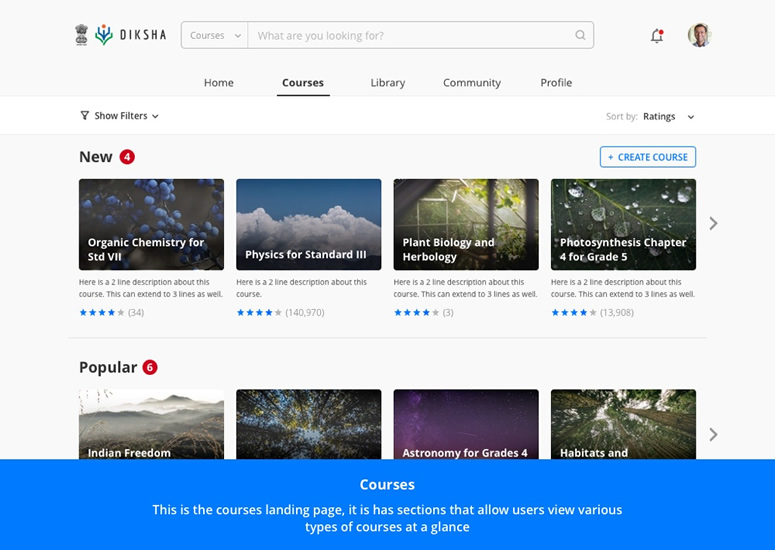 DIKSHA
Courses
What are you looking for?
Home
Courses
Library
Community
Profile
Show Filters
Sort by: Ratings
New 4
+ CREATE COURSE
Organic Chemistry for
Std VII
Physics for Standard III
Plant Biology and
Herbology
Photosynthesis Chapter
4 for Grade 5
Here is a 2 line description about this
course. This can extend to 3 lines as well.
Here is a 2 line description about this
course.
Here is a 2 line description about this
course. This can extend to 3 lines as well.
Here is a 2 line description about this
course. This can extend to 3 lines as well.
(34)
(140,970)
(3)
(13,908)
Popular 6
Indian Freedom
Astronomy for Grades 4
Habitats and
Courses
This is the courses landing page, it is has sections that allow users view various
types of courses at a glance